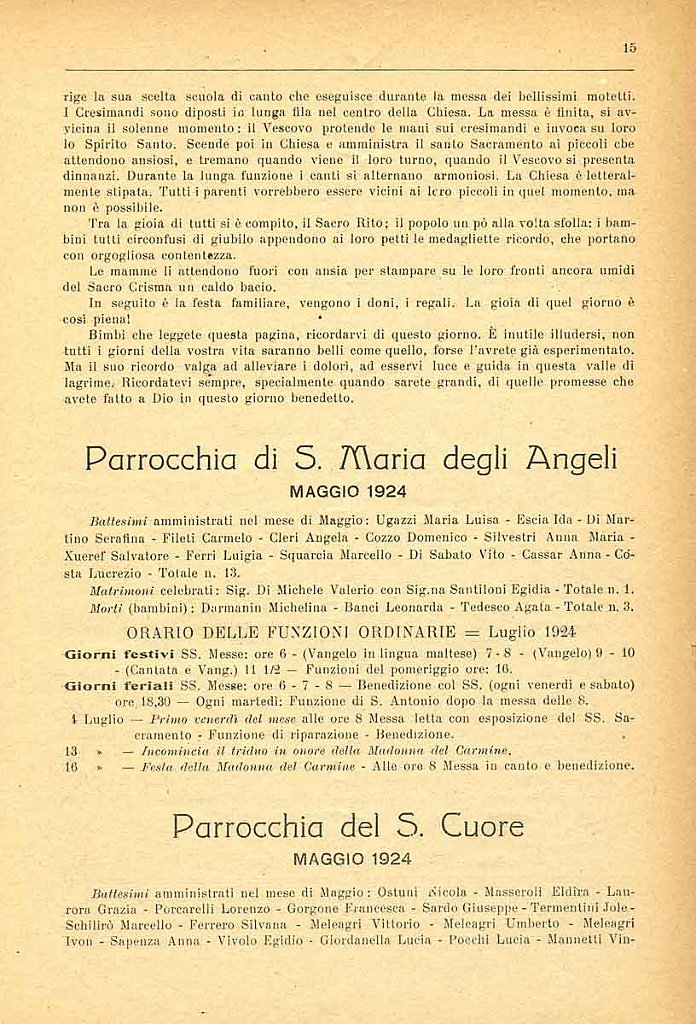 15
rige la sua scelta scuola di canto che eseguisce durante la messa dei bellissimi motetti.
I Cresimandi sono diposti in lunga fila nel centro della Chiesa. La messa è finita, si av-
vicina il solenne momento: il Vescovo protende le mani sui cresimandi e invoca su loro
lo Spirito Santo. Scende poi in Chiesa e amministra il santo Sacramento ai piccoli che
attendono ansiosi, e tremano quando viene il loro turno, quando il Vescovo si presenta
dinnanzi. Durante la lunga funzione i canti si alternano armoniosi. La Chiesa è letteral-
mente stipata. Tutti i parenti vorrebbero essere vicini ai loro piccoli in quel momento, ma
non è possibile.
Tra la gioia di tutti si è compito, il Sacro Rito; il popolo un pò alla volta sfolla: i bam-
bini tutti circonfusi di giubilo appendono ai loro petti le medagliette ricordo, che portano
con orgogliosa contentezza.
Le mamme li attendono fuori con ansia per stampare su le loro fronti ancora umidi
del Sacro Crisma un caldo bacio.
In seguito è la festa familiare, vengono i doni, i regali. La gioia di quel giorno è
così piena!
Bimbi che leggete questa pagina, ricordarvi di questo giorno. È inutile illudersi, non
tutti i giorni della vostra vita saranno belli come quello, forse l'avrete già esperimentato.
Ma il suo ricordo valga ad alleviare i dolori, ad esservi luce e guida in questa valle di
lagrime. Ricordatevi sempre, specialmente quando sarete grandi, di quelle promesse che
avete fatto a Dio in questo giorno benedetto.
Parrocchia di S. Maria degli Angeli
MAGGIO 1924
Battesimi amministrati nel mese di Maggio: Ugazzi Maria Luisa - Escia Ida - Di Mar-
tino Serafina - Fileti Carmelo - Cleri Angela - Cozzo Domenico - Silvestri Anna Maria -
Xueref Salvatore - Ferri Luigia - Squarcia Marcello - Di Sabato Vito - Cassar Anna - Co-
sta Lucrezio - Totale n. 13.
Matrimoni celebrati: Sig. Di Michele Valerio con Sig.na Santiloni Egidia - Totale n. 1.
Morti (bambini): Darmanin Michelina - Banci Leonarda - Tedesco Agata - Totale n. 3.
ORARIO DELLE FUNZIONI ORDINARIE = Luglio 1924
Giorni festivi SS. Messe: ore 6 - (Vangelo in lingua maltese) 7 - 8 - (Vangelo) 9 - 10
- (Cantata e Vang.) 11 1/2 — Funzioni del pomeriggio ore: 16.
Giorni feriali SS. Messe: ore 6 - 7 - 8 — Benedizione col SS. (ogni venerdì e sabato)
ore 18,30 — Ogni martedì: Funzione di S. Antonio dopo la messa delle 8.
4 Luglio — Primo venerdì del mese alle ore 8 Messa letta con esposizione del SS. Sa-
cramento - Funzione di riparazione - Benedizione.
13 » — Incomincia il triduo in onore della Madonna del Carmine.
16 » — Festa della Madonna del Carmine - Alle ore 8 Messa in canto e benedizione.
Parrocchia del S. Cuore
MAGGIO 1924
Battesimi amministrati nel mese di Maggio: Ostuni Nicola - Masseroli Eldira - Lau-
rora Grazia - Porcarelli Lorenzo - Gorgone Francesca - Sardo Giuseppe - Termentini Jole -
Schilirò Marcello - Ferrero Silvana - Meleagri Vittorio - Meleagri Umberto - Meleagri
Ivon - Sapenza Anna - Vivolo Egidio - Giordanella Lucia - Pocchi Lucia - Mannetti Vin-